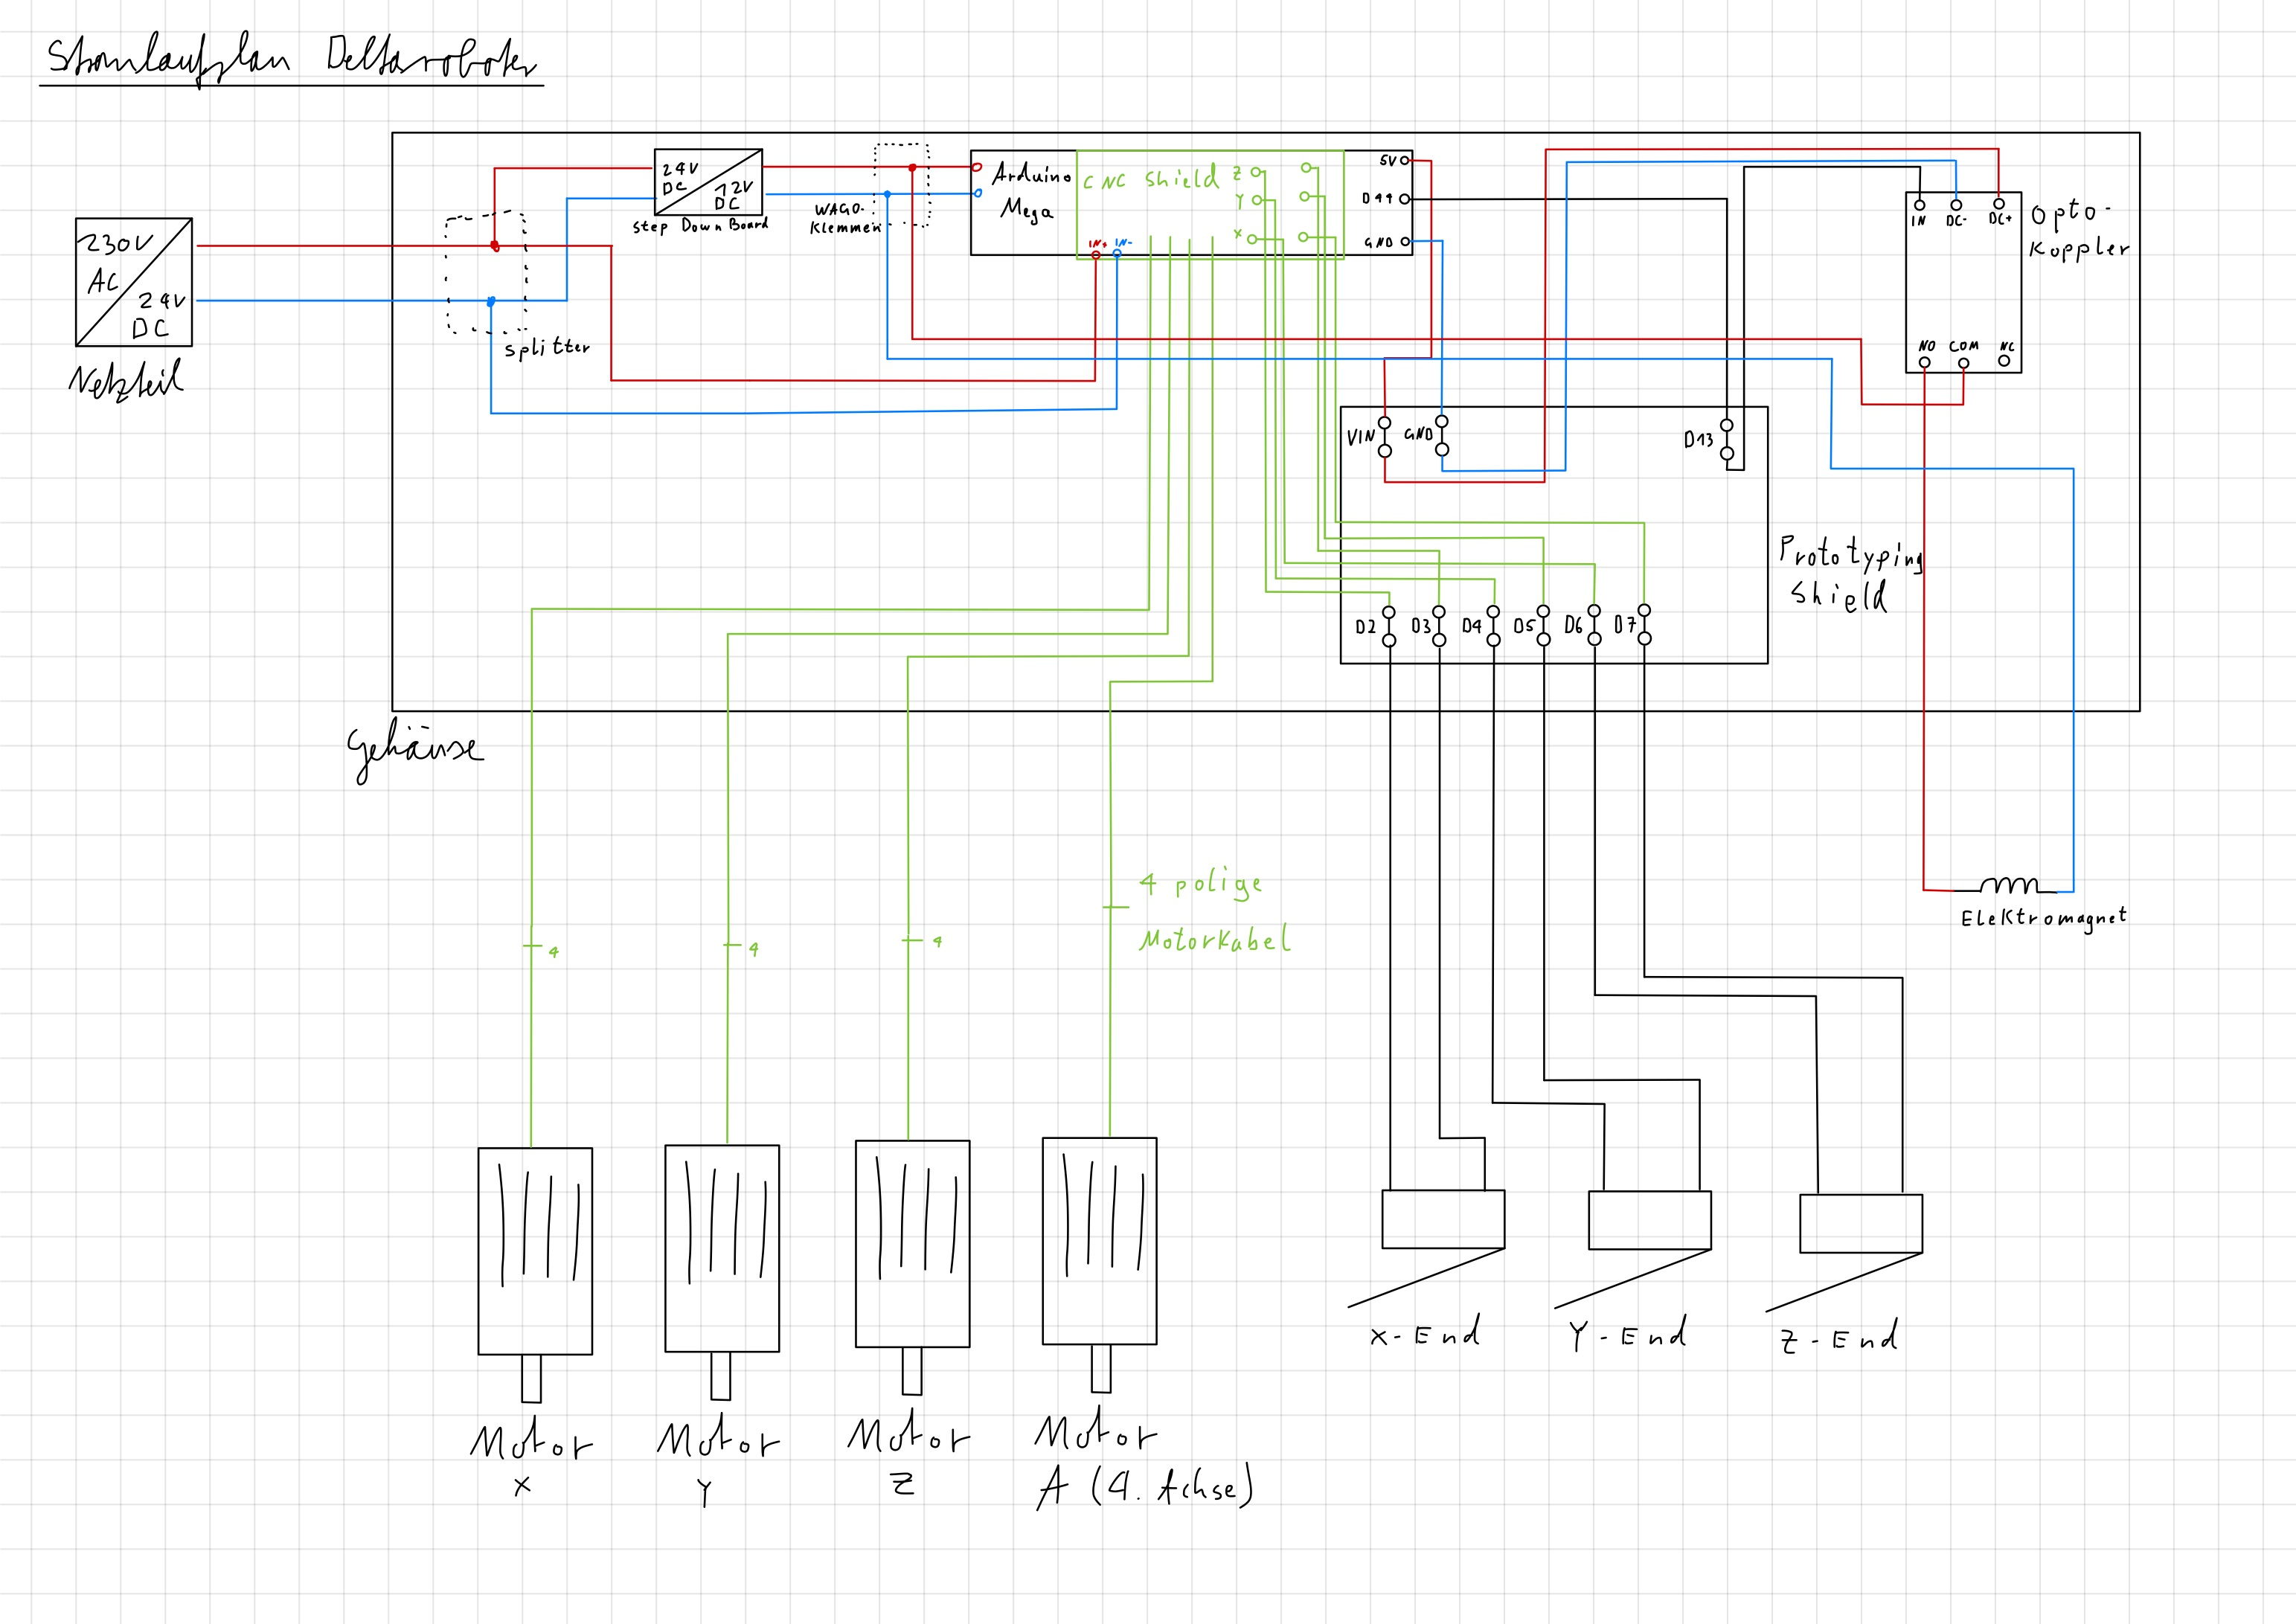 Stromlaufplan Deltaroboter
230V
AC
24V
DC
Netzteil
splitter
24V
DC
12V
DC
Step Down Board
WAGO-
Klemmen
Arduino
Mega
CNC Shield
Z
Y
X
IN+
IN-
5V
D44
GND
IN
DC-
DC+
Opto-
Koppler
NO
COM
NC
VIN
GND
D13
Prototyping
Shield
D2
D3
D4
D5
D6
D7
Gehäuse
4 polige
Motorkabel
4
4
4
Elektromagnet
X-End
Y-End
Z-End
Motor
X
Motor
Y
Motor
Z
Motor
A (4. Achse)